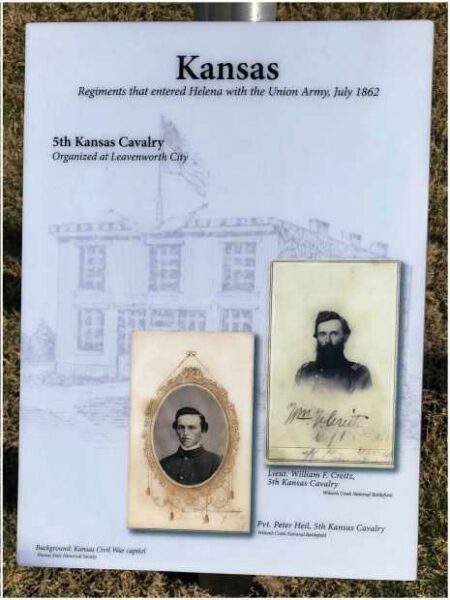 Kansas
Regiments that entered Helena with the Union Army, July 1862
5th Kansas Cavalry
Organized at Leavenworth City
Wm F Creitz
Lieut. William F. Creitz,
5th Kansas Cavalry
Wilson's Creek National Battlefield
Pvt. Peter Heil, 5th Kansas Cavalry
Wilson's Creek National Battlefield
Background: Kansas Civil War capitol
Kansas State Historical Society